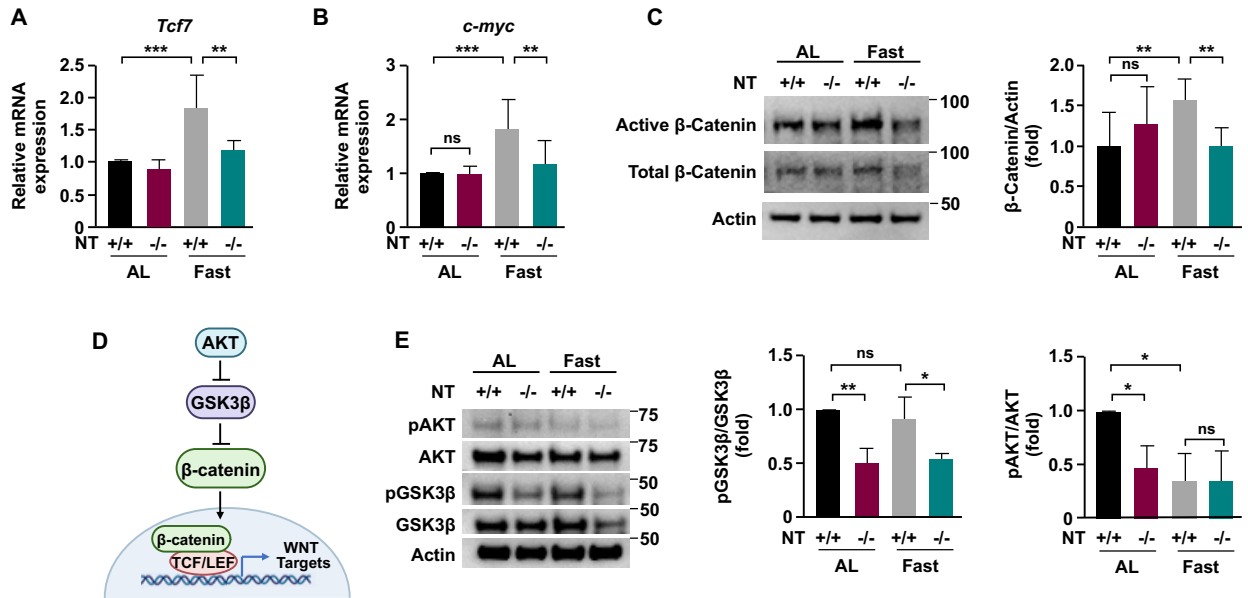 A
Tcf7
***
**
Relative mRNA
expression
2.5
2.0
1.5
1.0
0.5
0
NT
+/+ -/- +/+ -/-
AL Fast
B
c-myc
***
**
ns
Relative mRNA
expression
4
3
2
1
0
NT
+/+ -/- +/+ -/-
AL Fast
C
AL Fast
NT +/+ -/- +/+ -/-
100
Active β-Catenin
100
Total β-Catenin
50
Actin
**
**
ns
β-Catenin/Actin
(fold)
2.0
1.5
1.0
0.5
0
NT +/+ -/- +/+ -/-
AL Fast
D
AKT
GSK3β
β-catenin
β-catenin
TCF/LEF
WNT
Targets
E
AL Fast
NT +/+ -/- +/+ -/-
75
pAKT
75
AKT
50
pGSK3β
50
GSK3β
50
Actin
ns
**
*
pGSK3β/GSK3β
(fold)
1.5
1.0
0.5
0
NT +/+ -/- +/+ -/-
AL Fast
*
*
ns
pAKT/AKT
(fold)
1.5
1.0
0.5
0
NT +/+ -/- +/+ -/-
AL Fast